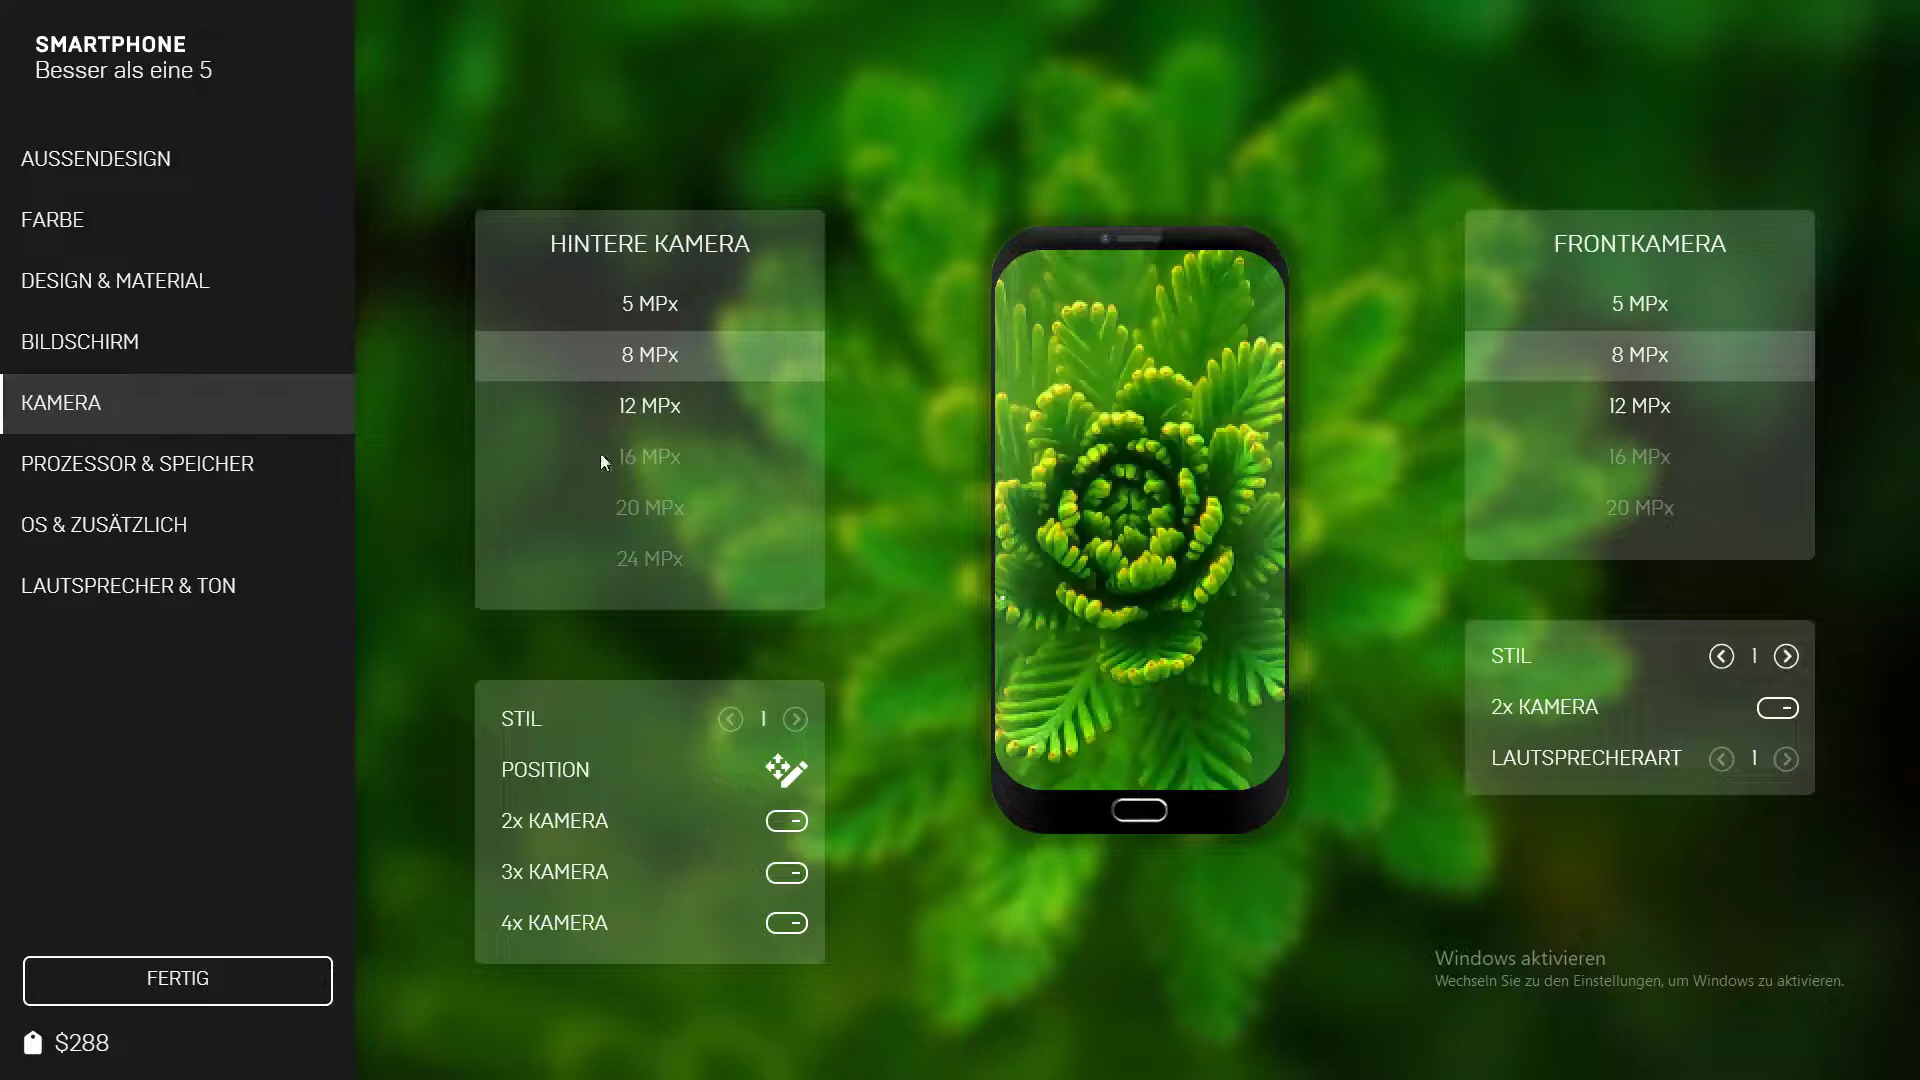 SMARTPHONE
Besser als eine 5
AUSSENDESIGN
FARBE
DESIGN & MATERIAL
BILDSCHIRM
KAMERA
PROZESSOR & SPEICHER
OS & ZUSÄTZLICH
LAUTSPRECHER & TON
FERTIG
$288
HINTERE KAMERA
5 MPx
8 MPx
12 MPx
16 MPx
20 MPx
24 MPx
STIL 1
POSITION
2x KAMERA
3x KAMERA
4x KAMERA
FRONTKAMERA
5 MPx
8 MPx
12 MPx
16 MPx
20 MPx
STIL 1
2x KAMERA
LAUTSPRECHERART 1
Windows aktivieren
Wechseln Sie zu den Einstellungen, um Windows zu aktivieren.